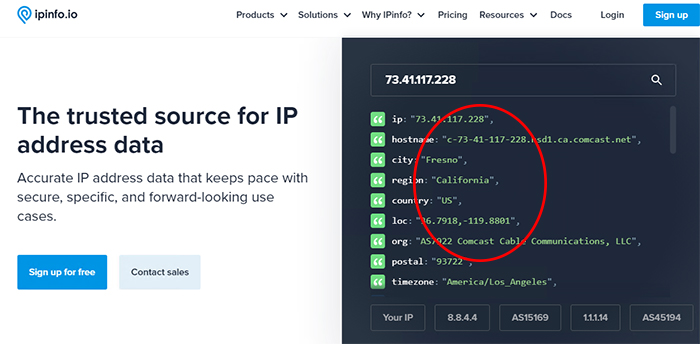 ipinfo.io Products Solutions Why IPinfo? Pricing Resources Docs Login Sign up
The trusted source for IP
address data
Accurate IP address data that keeps pace with
secure, specific, and forward-looking use
cases.
Sign up for free Contact sales
73.41.117.228
ip: "73.41.117.228",
hostname: "c-73-41-117-228.hsd1.ca.comcast.net",
city: "Fresno",
region: "California",
country: "US",
loc: "36.7918,-119.8801",
org: "AS7922 Comcast Cable Communications, LLC",
postal: "93722",
timezone: "America/Los_Angeles",
Your IP 8.8.4.4 AS15169 1.1.1.14 AS45194